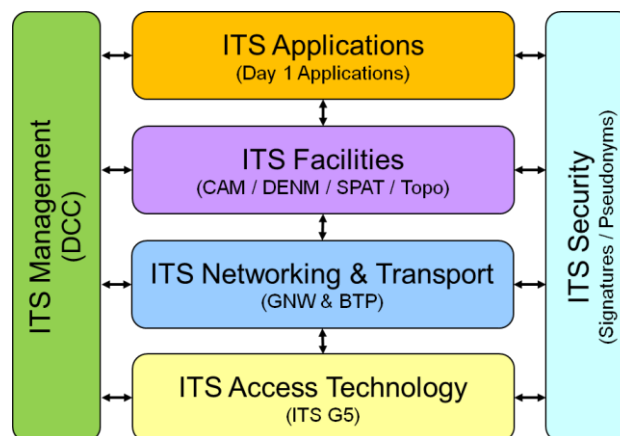 ITS Management
(DCC)
ITS Applications
(Day 1 Applications)
ITS Facilities
(CAM / DENM / SPAT / Topo)
ITS Networking & Transport
(GNW & BTP)
ITS Access Technology
(ITS G5)
ITS Security
(Signatures / Pseudonyms)